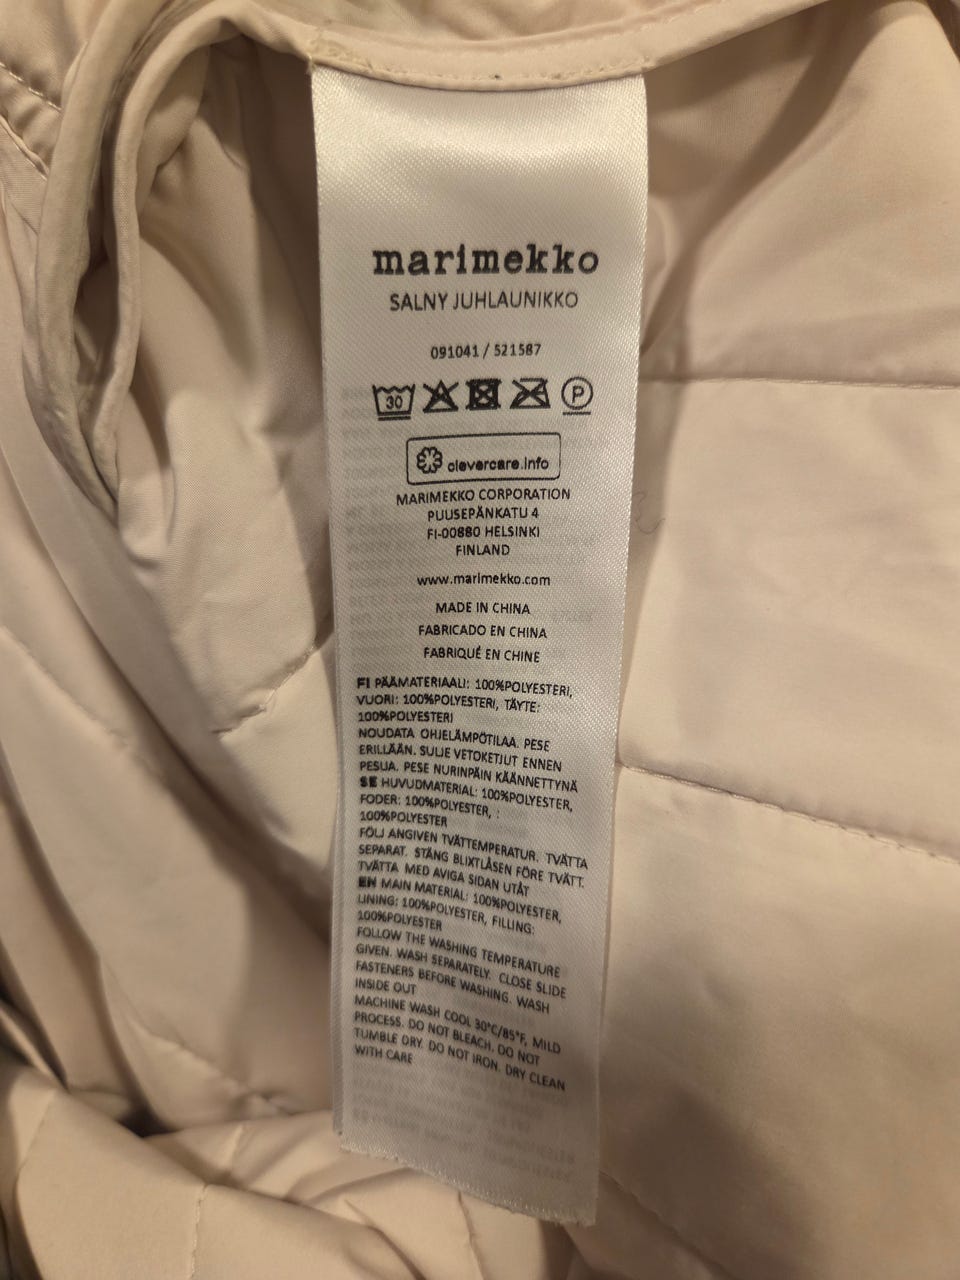 marimekko
SALNY JUHLAUNIKKO
091041 / 521587
30 P
clevercare.info
MARIMEKKO CORPORATION
PUUSEPÄNKATU 4
FI-00880 HELSINKI
FINLAND
www.marimekko.com
MADE IN CHINA
FABRICADO EN CHINA
FABRIQUÉ EN CHINE
FI PÄÄMATERIAALI: 100%POLYESTERI,
VUORI: 100%POLYESTERI, TÄYTE:
100%POLYESTERI
NOUDATA OHJELÄMPÖTILAA. PESE
ERILLÄÄN. SULJE VETOKETJUT ENNEN
PESUA. PESE NURINPÄIN KÄÄNNETTYNÄ
SE HUVUDMATERIAL: 100%POLYESTER,
FODER: 100%POLYESTER, :
100%POLYESTER
FÖLJ ANGIVEN TVÄTTEMPERATUR. TVÄTTA
SEPARAT. STÄNG BLIXTLÅSEN FÖRE TVÄTT.
TVÄTTA MED AVIGA SIDAN UTÅT
EN MAIN MATERIAL: 100%POLYESTER,
LINING: 100%POLYESTER, FILLING:
100%POLYESTER
FOLLOW THE WASHING TEMPERATURE
GIVEN. WASH SEPARATELY. CLOSE SLIDE
FASTENERS BEFORE WASHING. WASH
INSIDE OUT
MACHINE WASH COOL 30°C/85°F, MILD
PROCESS. DO NOT BLEACH. DO NOT
TUMBLE DRY. DO NOT IRON. DRY CLEAN
WITH CARE